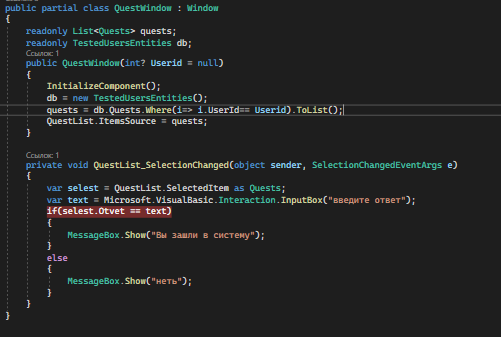 public partial class QuestWindow : Window
{
readonly List<Quests> quests;
readonly TestedUsersEntities db;
Ссылок: 1
public QuestWindow(int? Userid = null)
{
InitializeComponent();
db = new TestedUsersEntities();
quests = db.Quests.Where(i=> i.UserId== Userid).ToList();
QuestList.ItemsSource = quests;
}
Ссылок: 1
private void QuestList_SelectionChanged(object sender, SelectionChangedEventArgs e)
{
var selest = QuestList.SelectedItem as Quests;
var text = Microsoft.VisualBasic.Interaction.InputBox("введите ответ");
if(selest.Otvet == text)
{
MessageBox.Show("Вы зашли в систему");
}
else
{
MessageBox.Show("неть");
}
}
}